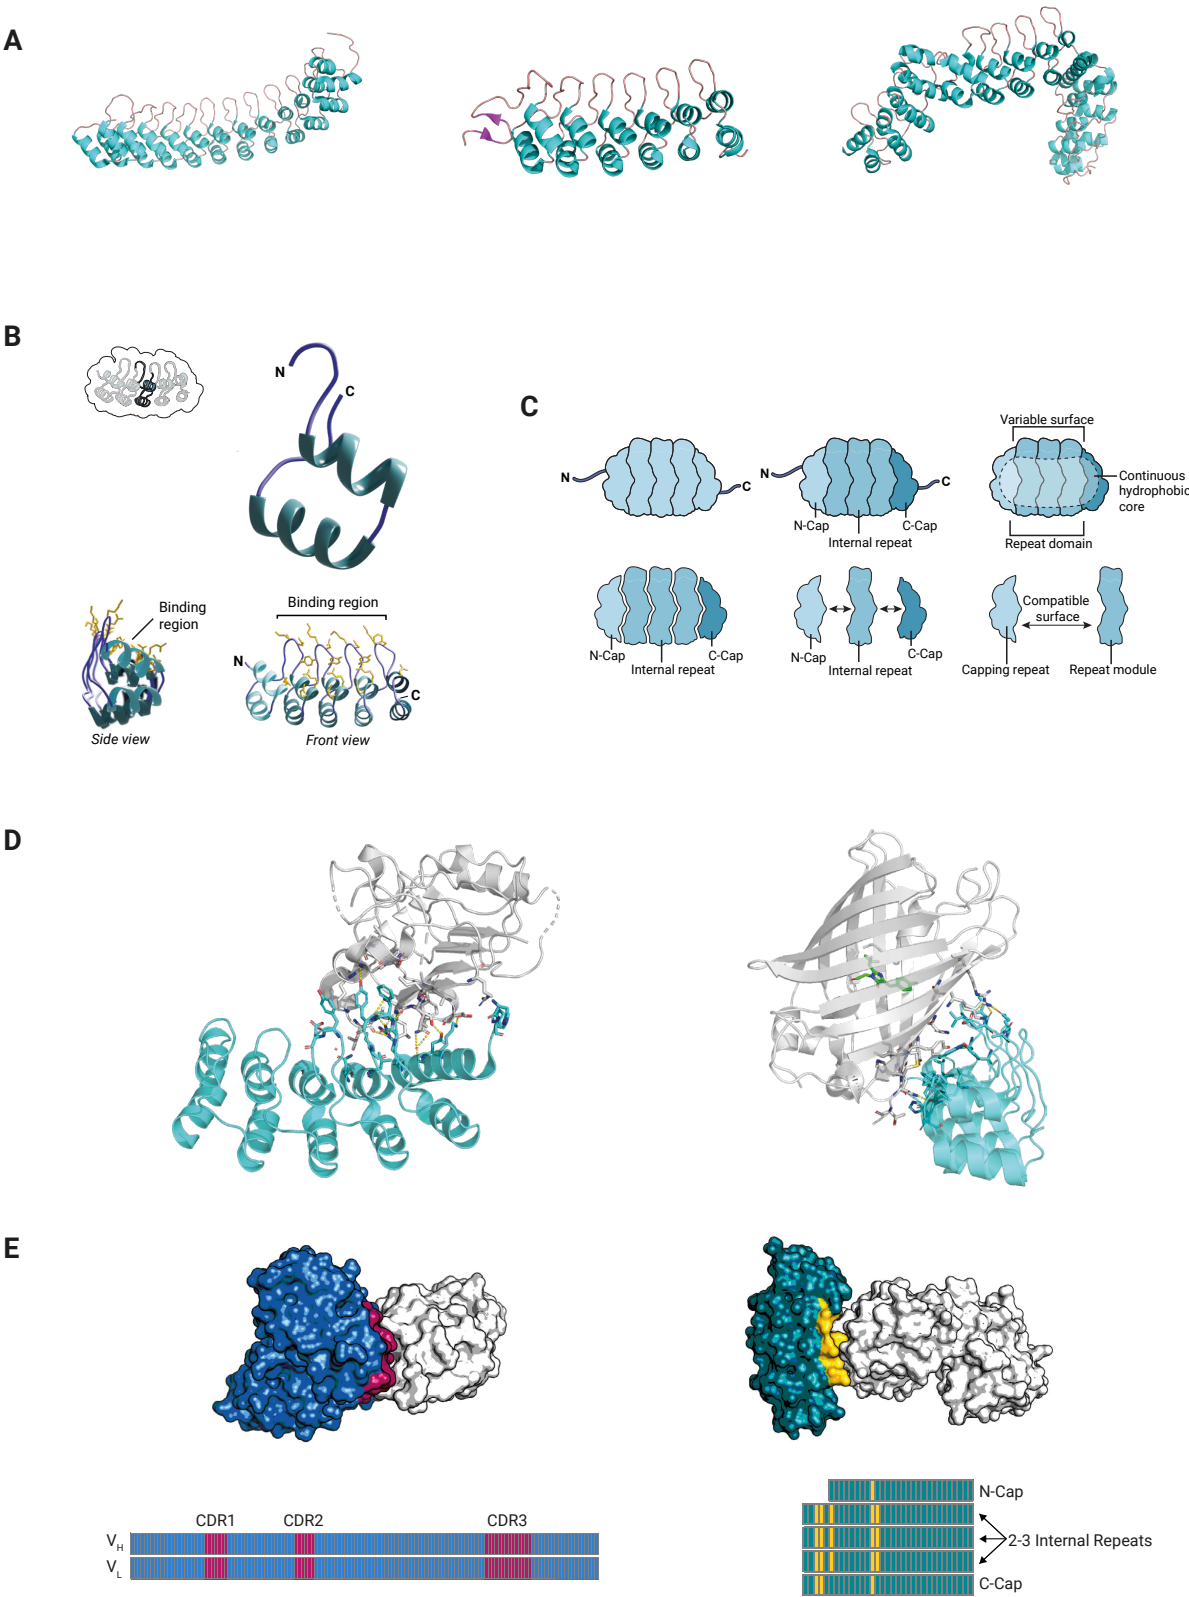 A
B
N
C
Binding
region
Side view
Binding region
N
C
Front view
C
N
C
N
C
N-Cap
C-Cap
Internal repeat
Variable surface
Continuous
hydrophobic
core
Repeat domain
N-Cap
C-Cap
Internal repeat
N-Cap
C-Cap
Internal repeat
Compatible
surface
Capping repeat
Repeat module
D
E
CDR1
CDR2
CDR3
VH
VL
N-Cap
2-3 Internal Repeats
C-Cap